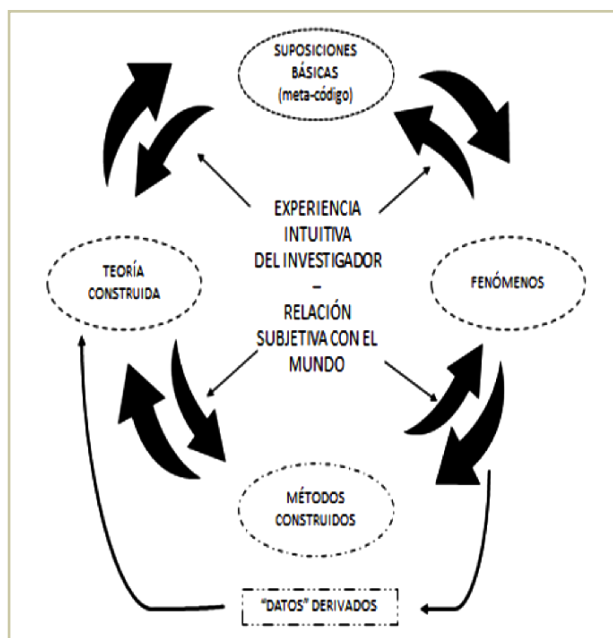 SUPOSICIONES
BÁSICAS
(meta-código)
EXPERIENCIA
INTUITIVA
DEL INVESTIGADOR
–
RELACIÓN
SUBJETIVA CON EL
MUNDO
TEORÍA
CONSTRUIDA
FENÓMENOS
MÉTODOS
CONSTRUIDOS
"DATOS" DERIVADOS